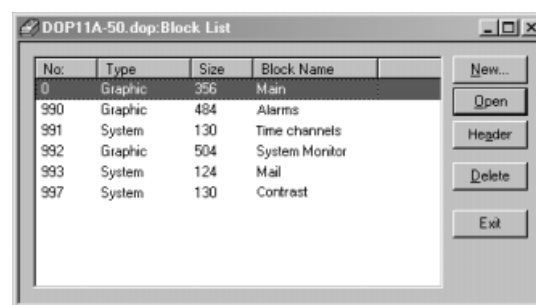 DOP11A-50.dop:Block List
No: Type Size Block Name
0 Graphic 356 Main
990 Graphic 484 Alarms
991 System 130 Time channels
992 Graphic 504 System Monitor
993 System 124 Mail
997 System 130 Contrast
New...
Open
Header
Delete
Exit